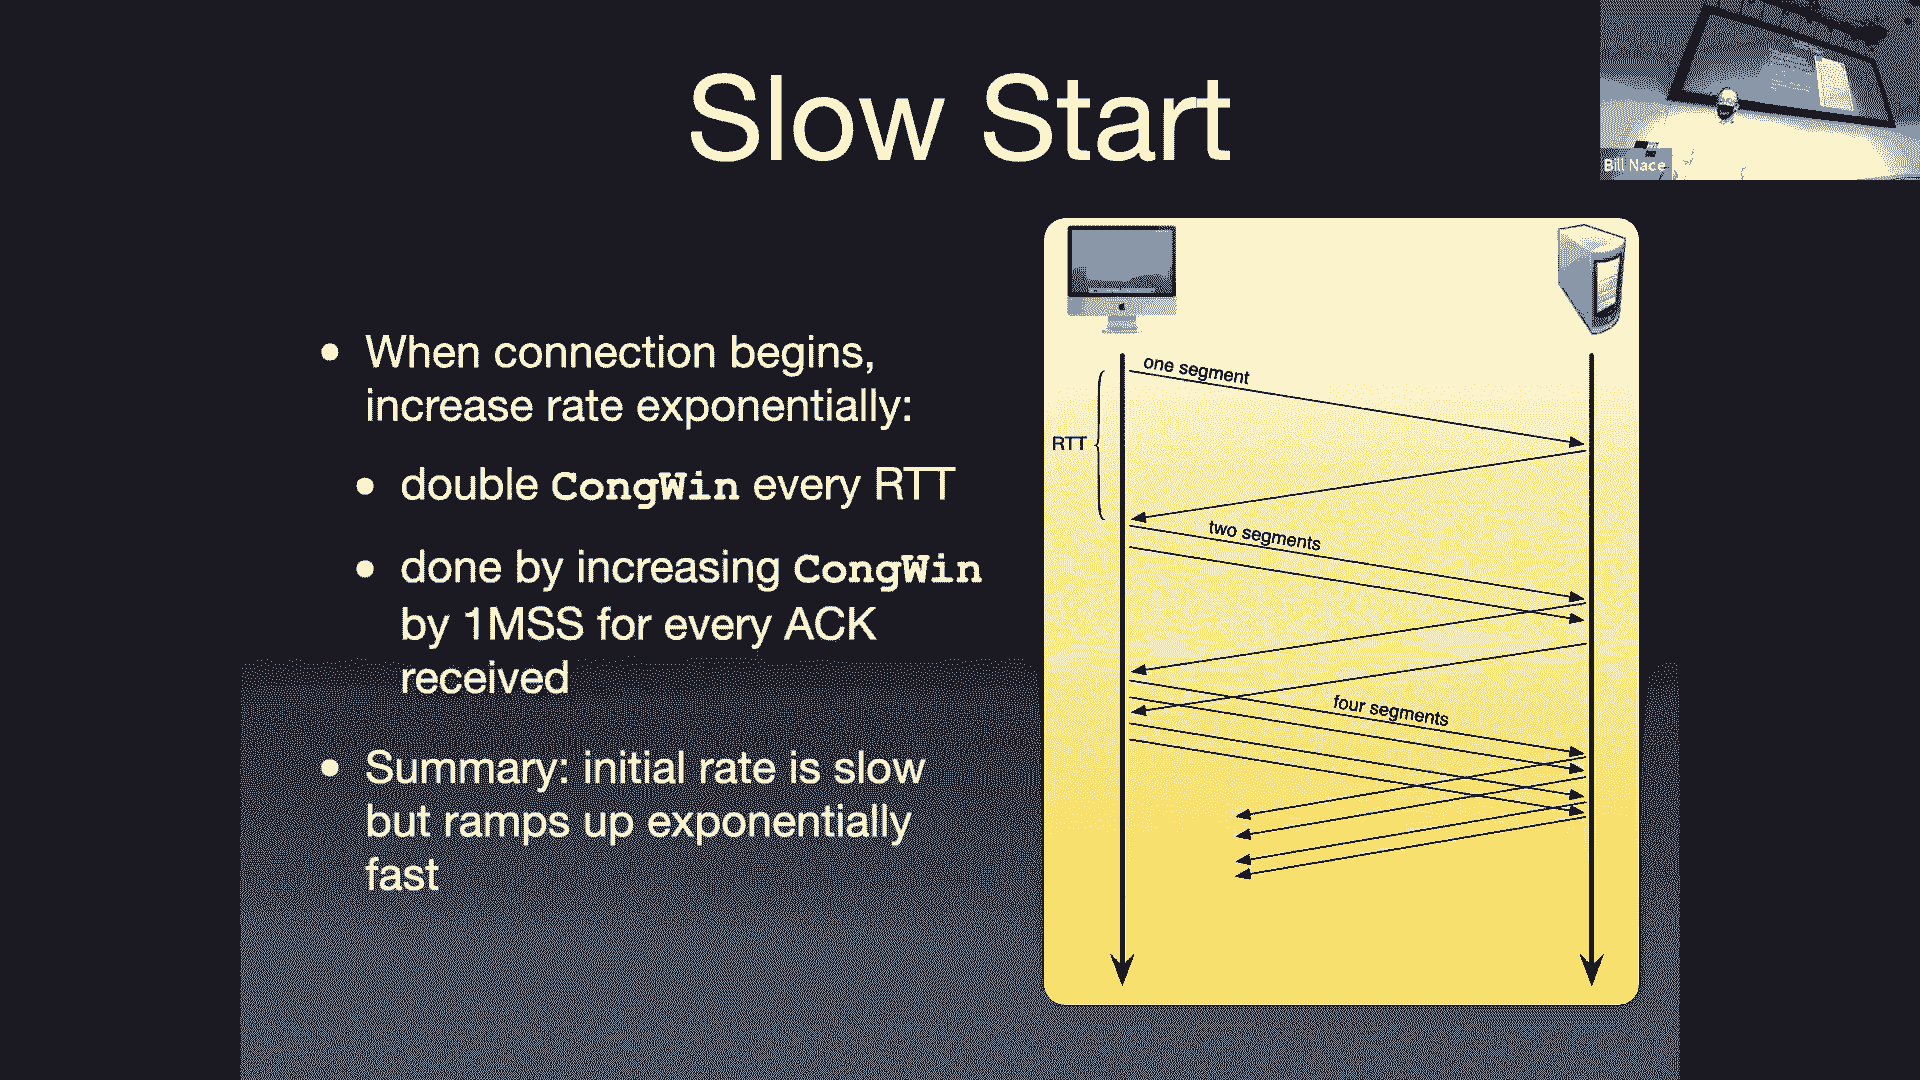 Slow Start
Bill Nace
• When connection begins,
increase rate exponentially:
• double CongWin every RTT
• done by increasing CongWin
by 1MSS for every ACK
received
• Summary: initial rate is slow
but ramps up exponentially
fast
one segment
RTT
two segments
four segments